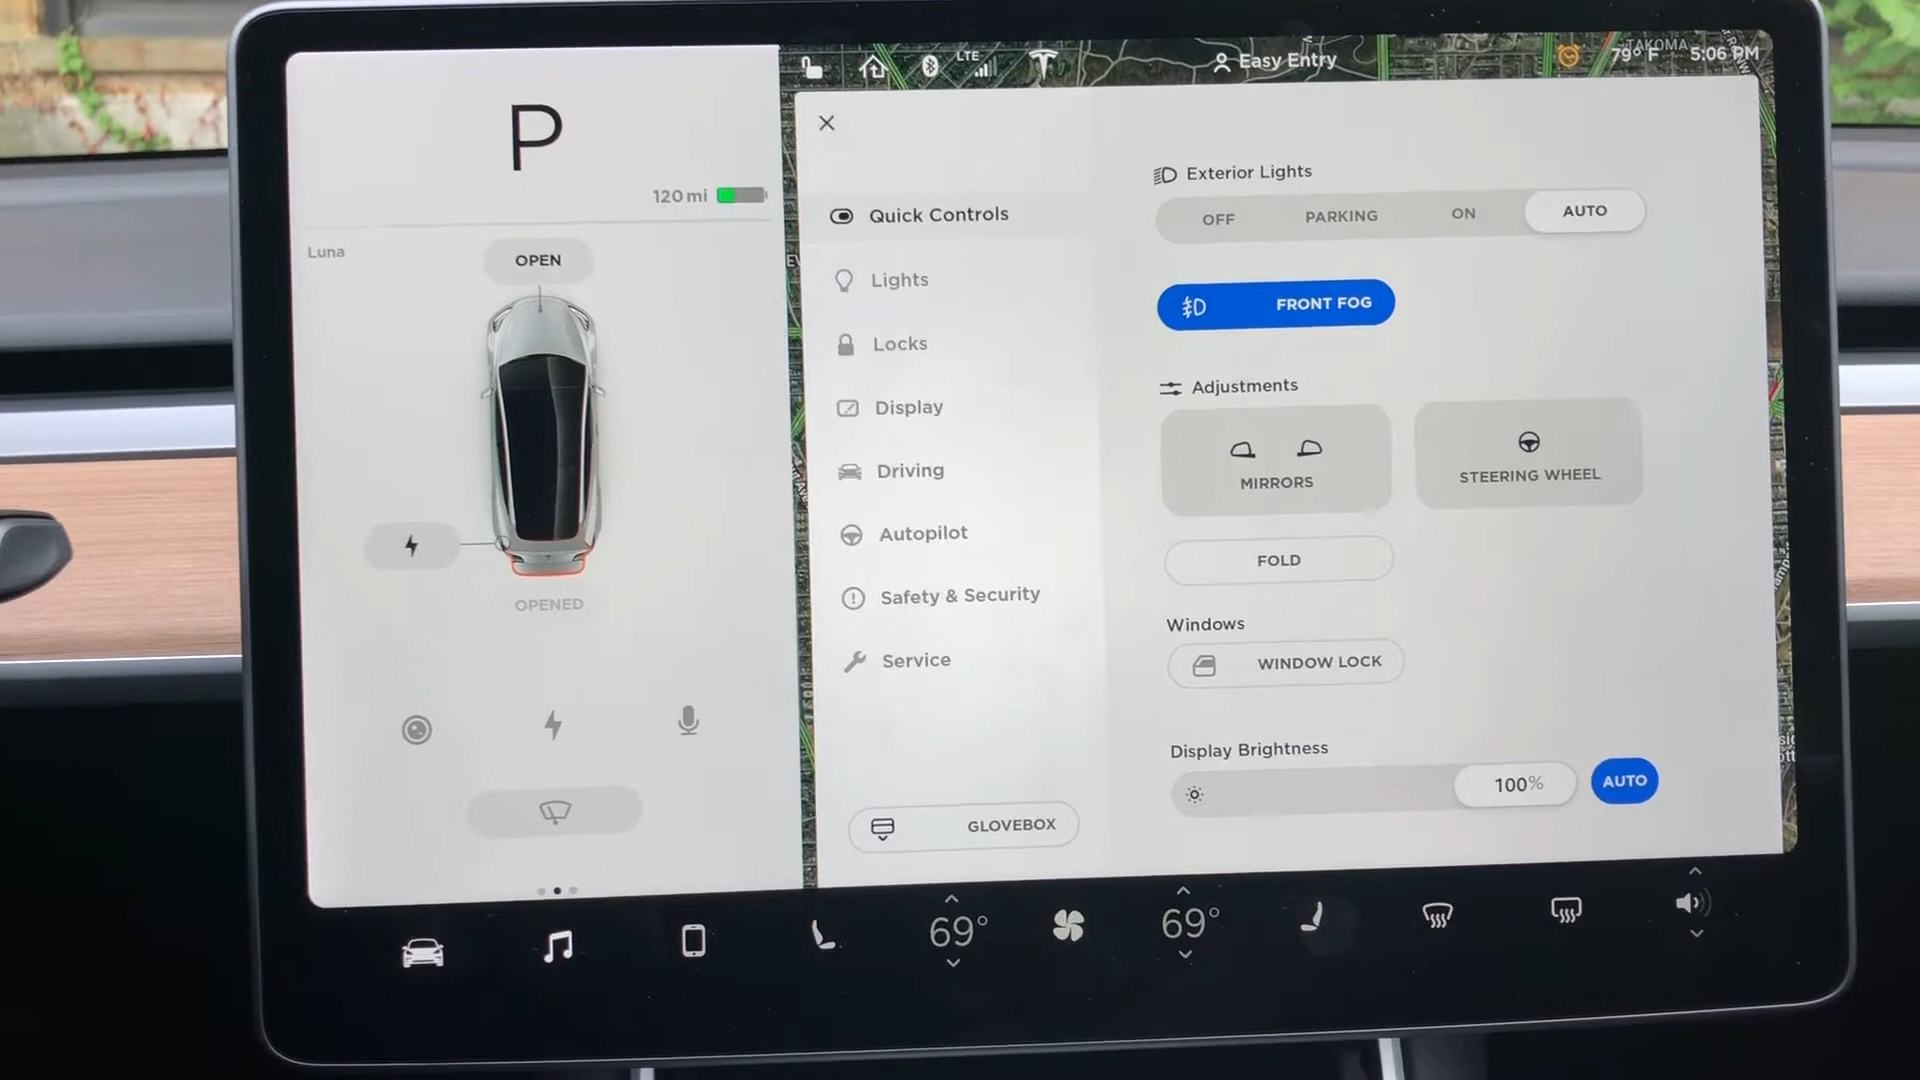 P
120 mi
Luna
OPEN
OPENED
LTE
Easy Entry
TAKOMA
79° F 5:06 PM
Quick Controls
Lights
Locks
Display
Driving
Autopilot
Safety & Security
Service
GLOVEBOX
Exterior Lights
OFF PARKING ON AUTO
FRONT FOG
Adjustments
MIRRORS STEERING WHEEL
FOLD
Windows
WINDOW LOCK
Display Brightness
100% AUTO
69° 69°